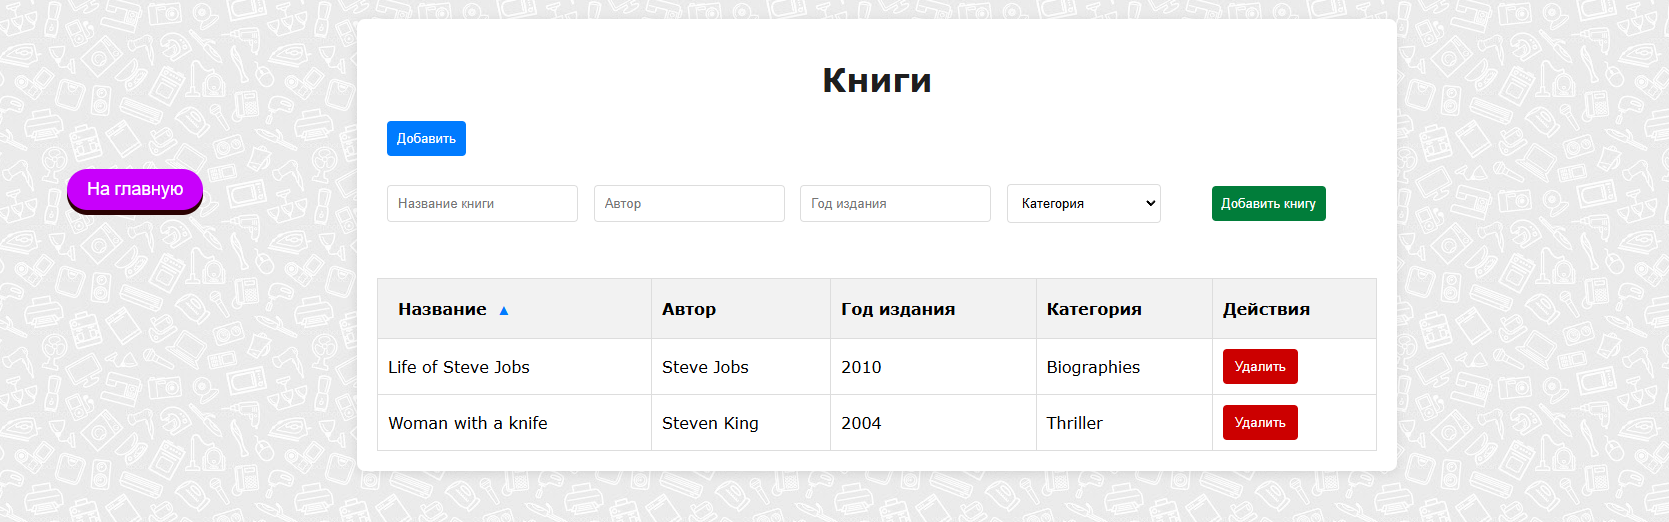 Книги
Добавить
На главную
Название книги Автор Год издания Категория Добавить книгу
Название ▲ Автор Год издания Категория Действия
Life of Steve Jobs Steve Jobs 2010 Biographies Удалить
Woman with a knife Steven King 2004 Thriller Удалить